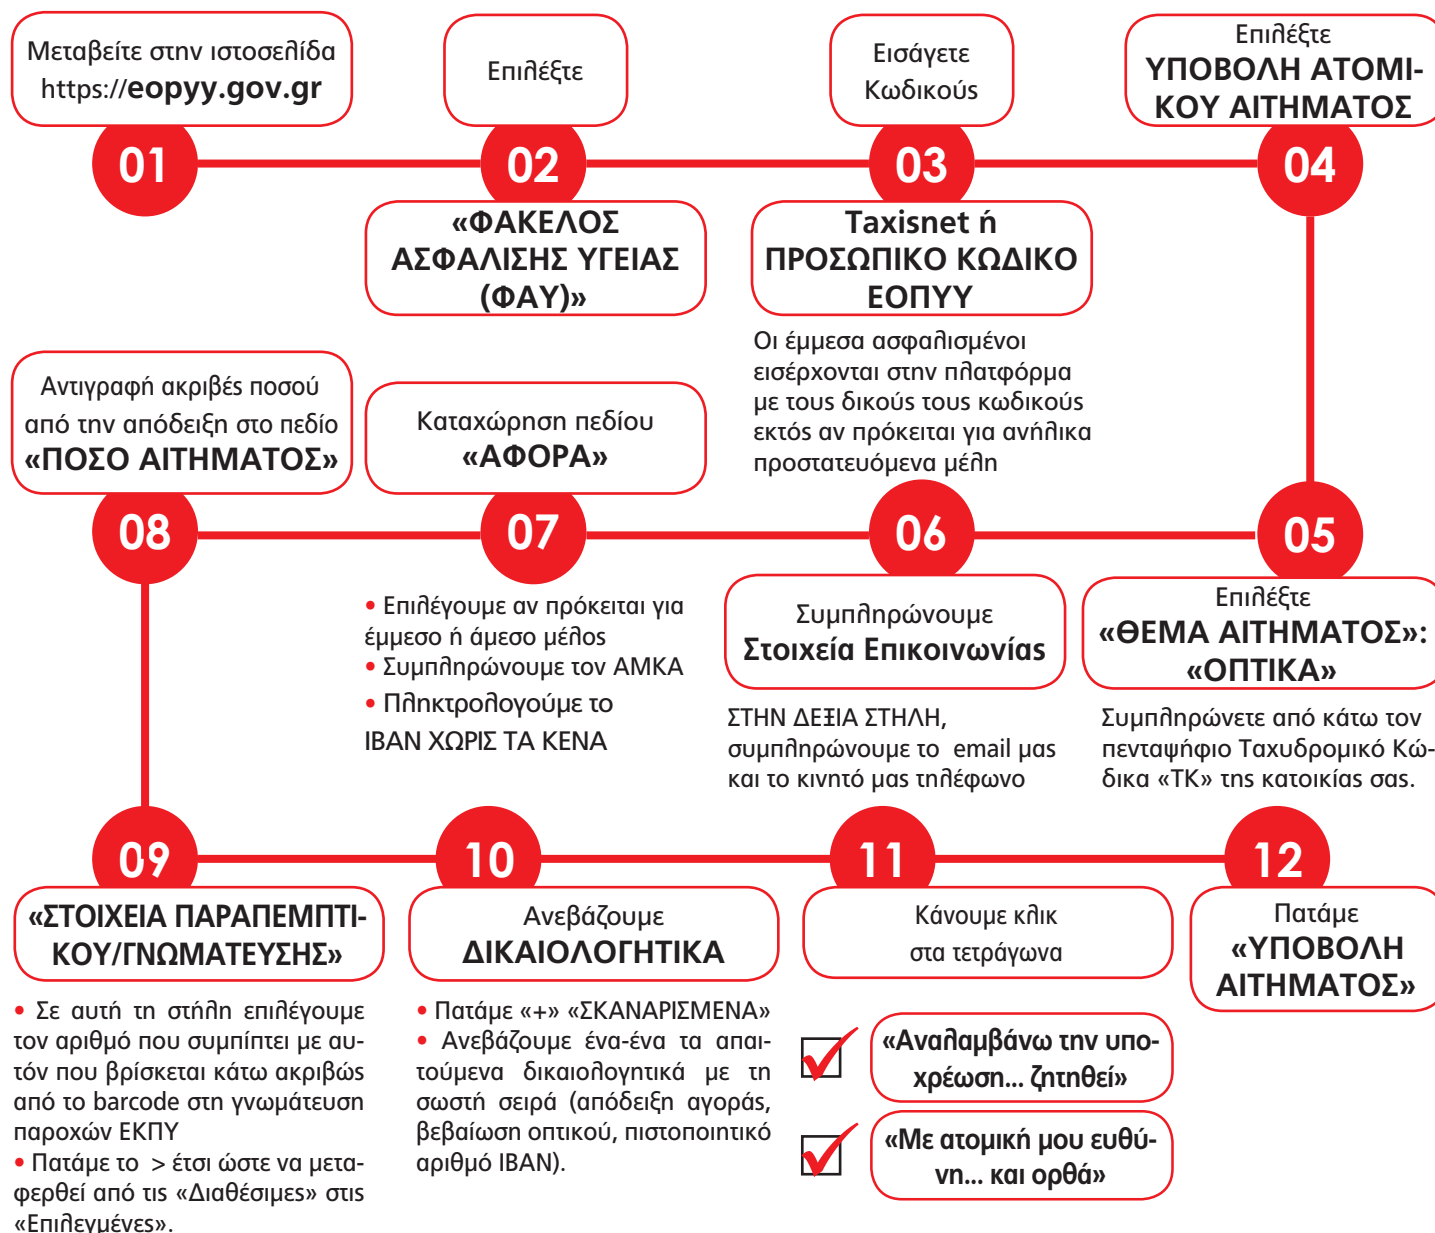 Μεταβείτε στην ιστοσελίδα
https://eopyy.gov.gr
01
Επιλέξτε
02
«ΦΑΚΕΛΟΣ
ΑΣΦΑΛΙΣΗΣ ΥΓΕΙΑΣ
(ΦΑΥ)»
Εισάγετε
Κωδικούς
03
Taxisnet ή
ΠΡΟΣΩΠΙΚΟ ΚΩΔΙΚΟ
ΕΟΠΥΥ
Οι έμμεσα ασφαλισμένοι
εισέρχονται στην πλατφόρμα
με τους δικούς τους κωδικούς
εκτός αν πρόκειται για ανήλικα
προστατευόμενα μέλη
Επιλέξτε
ΥΠΟΒΟΛΗ ΑΤΟΜΙ-
ΚΟΥ ΑΙΤΗΜΑΤΟΣ
04
05
Επιλέξτε
«ΘΕΜΑ ΑΙΤΗΜΑΤΟΣ»:
«ΟΠΤΙΚΑ»
Συμπληρώνετε από κάτω τον
πενταψήφιο Ταχυδρομικό Κώ-
δικα «ΤΚ» της κατοικίας σας.
06
Συμπληρώνουμε
Στοιχεία Επικοινωνίας
ΣΤΗΝ ΔΕΞΙΑ ΣΤΗΛΗ,
συμπληρώνουμε το email μας
και το κινητό μας τηλέφωνο
Καταχώρηση πεδίου
«ΑΦΟΡΑ»
07
• Επιλέγουμε αν πρόκειται για
έμμεσο ή άμεσο μέλος
• Συμπληρώνουμε τον ΑΜΚΑ
• Πληκτρολογούμε το
ΙΒΑΝ ΧΩΡΙΣ ΤΑ ΚΕΝΑ
Αντιγραφή ακριβές ποσού
από την απόδειξη στο πεδίο
«ΠΟΣΟ ΑΙΤΗΜΑΤΟΣ»
08
09
«ΣΤΟΙΧΕΙΑ ΠΑΡΑΠΕΜΠΤΙ-
ΚΟΥ/ΓΝΩΜΑΤΕΥΣΗΣ»
• Σε αυτή τη στήλη επιλέγουμε
τον αριθμό που συμπίπτει με αυ-
τόν που βρίσκεται κάτω ακριβώς
από το barcode στη γνωμάτευση
παροχών ΕΚΠΥ
• Πατάμε το > έτσι ώστε να μετα-
φερθεί από τις «Διαθέσιμες» στις
«Επιλεγμένες».
10
Ανεβάζουμε
ΔΙΚΑΙΟΛΟΓΗΤΙΚΑ
• Πατάμε «+» «ΣΚΑΝΑΡΙΣΜΕΝΑ»
• Ανεβάζουμε ένα-ένα τα απαι-
τούμενα δικαιολογητικά με τη
σωστή σειρά (απόδειξη αγοράς,
βεβαίωση οπτικού, πιστοποιητικό
αριθμό ΙΒΑΝ).
11
Κάνουμε κλικ
στα τετράγωνα
«Αναλαμβάνω την υπο-
χρέωση... ζητηθεί»
«Με ατομική μου ευθύ-
νη... και ορθά»
12
Πατάμε
«ΥΠΟΒΟΛΗ
ΑΙΤΗΜΑΤΟΣ»